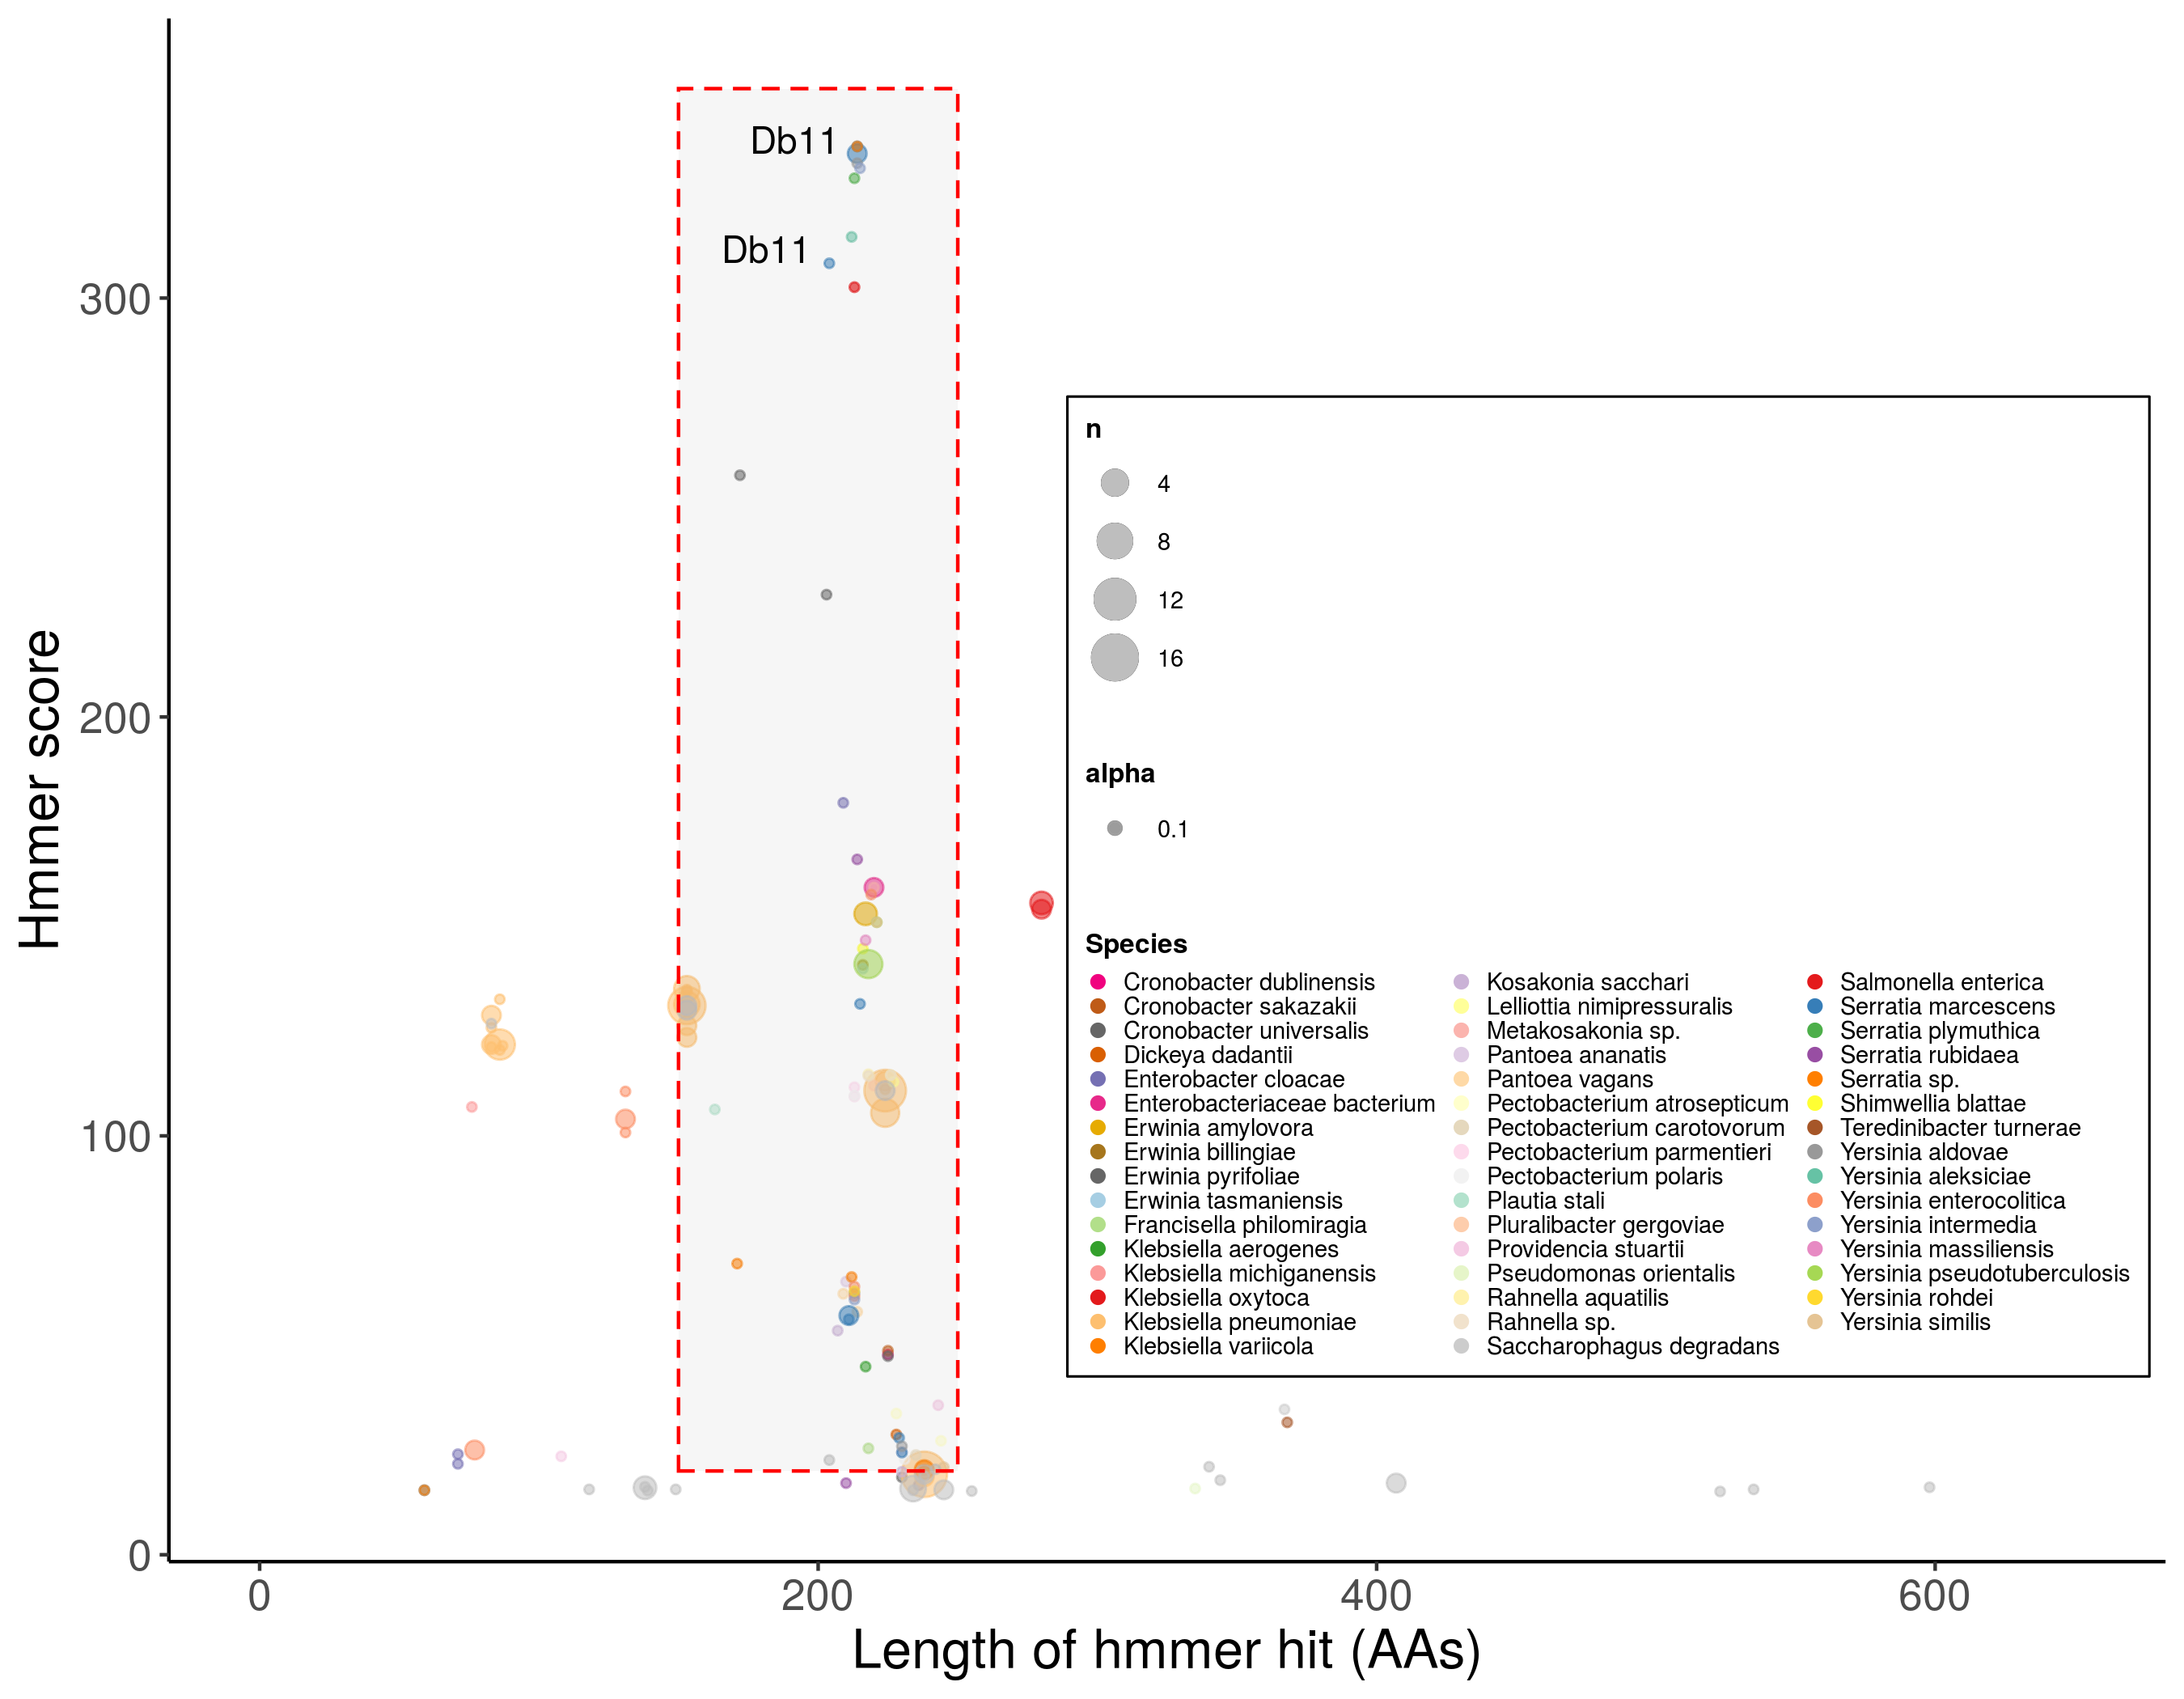 Db11
Db11
300
200
100
0
Hmmer score
0
200
400
600
Length of hmmer hit (AAs)
n
4
8
12
16
alpha
0.1
Species
Cronobacter dublinensis
Cronobacter sakazakii
Cronobacter universalis
Dickeya dadantii
Enterobacter cloacae
Enterobacteriaceae bacterium
Erwinia amylovora
Erwinia billingiae
Erwinia pyrifoliae
Erwinia tasmaniensis
Francisella philomiragia
Klebsiella aerogenes
Klebsiella michiganensis
Klebsiella oxytoca
Klebsiella pneumoniae
Klebsiella variicola
Kosakonia sacchari
Lelliottia nimipressuralis
Metakosakonia sp.
Pantoea ananatis
Pantoea vagans
Pectobacterium atrosepticum
Pectobacterium carotovorum
Pectobacterium parmentieri
Pectobacterium polaris
Plautia stali
Pluralibacter gergoviae
Providencia stuartii
Pseudomonas orientalis
Rahnella aquatilis
Rahnella sp.
Saccharophagus degradans
Salmonella enterica
Serratia marcescens
Serratia plymuthica
Serratia rubidaea
Serratia sp.
Shimwellia blattae
Teredinibacter turnerae
Yersinia aldovae
Yersinia aleksiciae
Yersinia enterocolitica
Yersinia intermedia
Yersinia massiliensis
Yersinia pseudotuberculosis
Yersinia rohdei
Yersinia similis